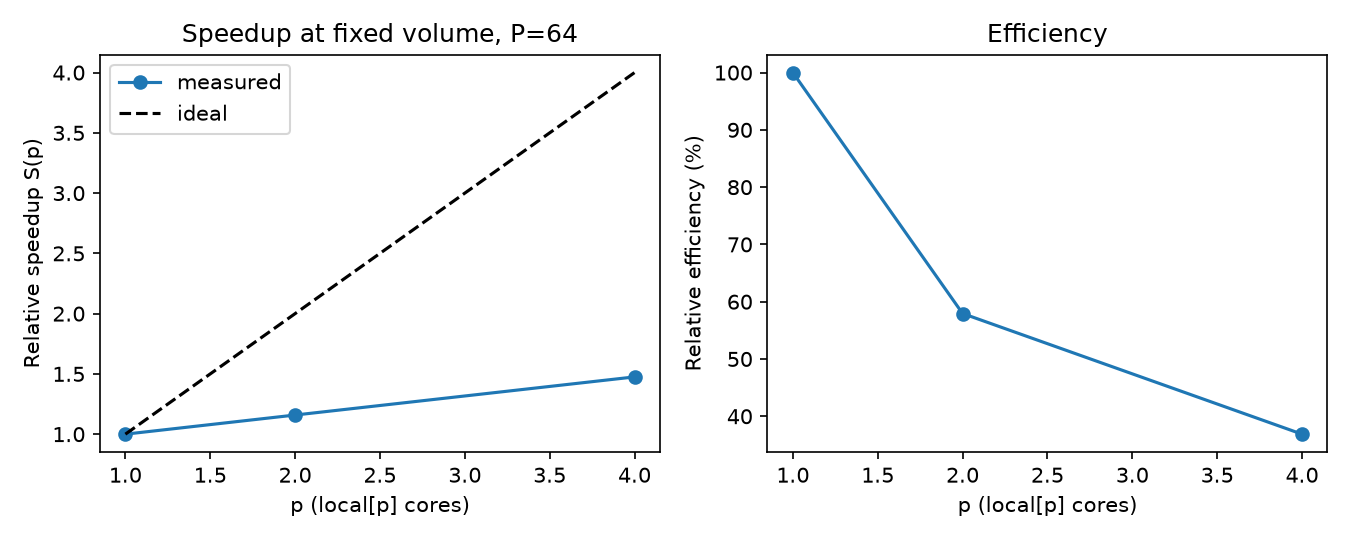 Speedup at fixed volume, P=64
measured
ideal
Relative speedup S(p)
4.0
3.5
3.0
2.5
2.0
1.5
1.0
1.0 1.5 2.0 2.5 3.0 3.5 4.0
p (local[p] cores)
Efficiency
Relative efficiency (%)
100
90
80
70
60
50
40
1.0 1.5 2.0 2.5 3.0 3.5 4.0
p (local[p] cores)